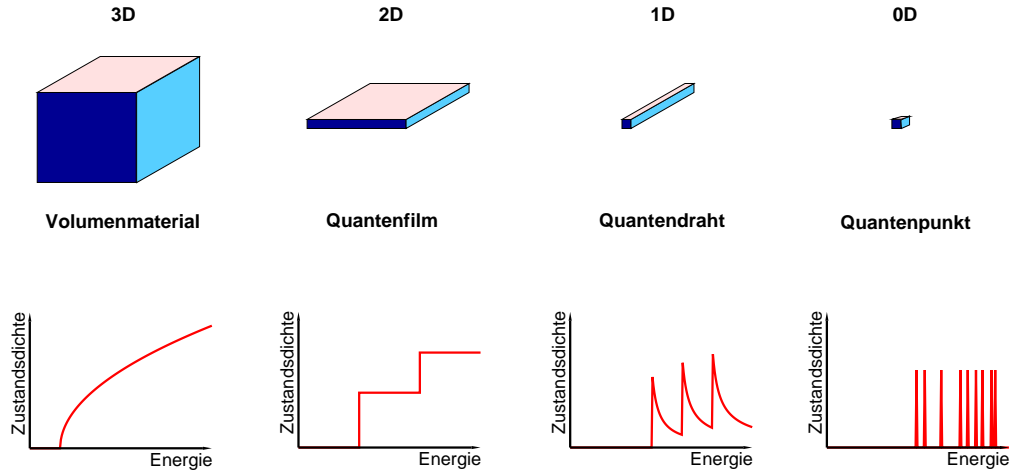 3D
2D
1D
0D
Volumenmaterial
Quantenfilm
Quantendraht
Quantenpunkt
Zustandsdichte
Energie
Zustandsdichte
Energie
Zustandsdichte
Energie
Zustandsdichte
Energie